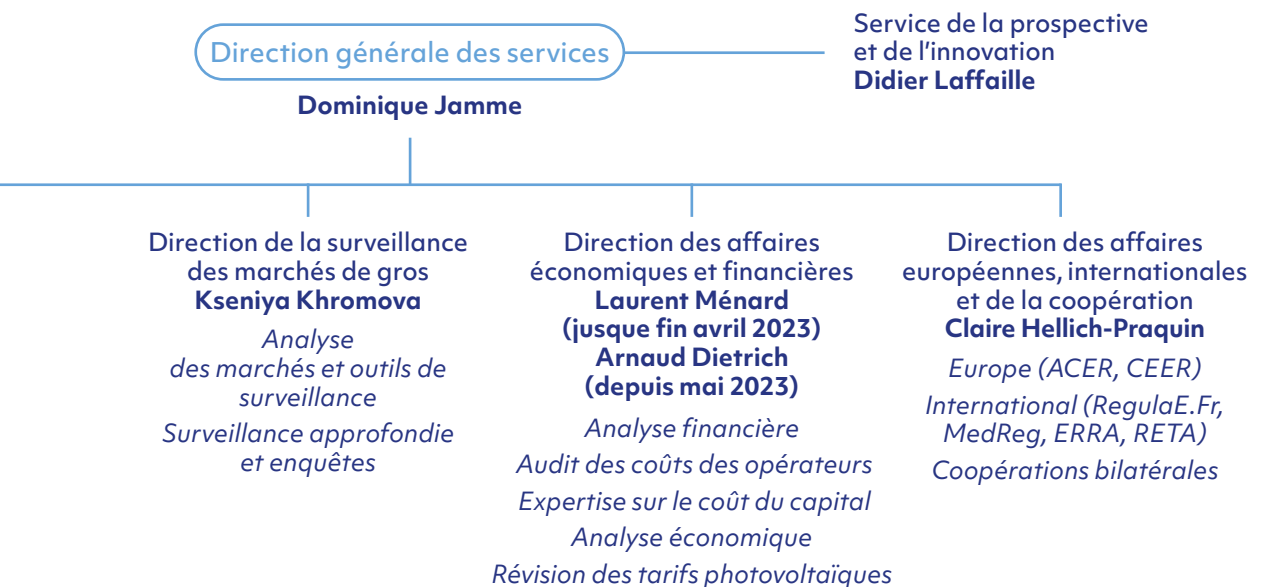 Direction générale des services
Dominique Jamme
Service de la prospective
et de l'innovation
Didier Laffaille
Direction de la surveillance
des marchés de gros
Kseniya Khromova
Analyse
des marchés et outils de
surveillance
Surveillance approfondie
et enquêtes
Direction des affaires
économiques et financières
Laurent Ménard
(jusque fin avril 2023)
Arnaud Dietrich
(depuis mai 2023)
Analyse financière
Audit des coûts des opérateurs
Expertise sur le coût du capital
Analyse économique
Révision des tarifs photovoltaïques
Direction des affaires
européennes, internationales
et de la coopération
Claire Hellich-Praquin
Europe (ACER, CEER)
International (RegulaE.Fr,
MedReg, ERRA, RETA)
Coopérations bilatérales